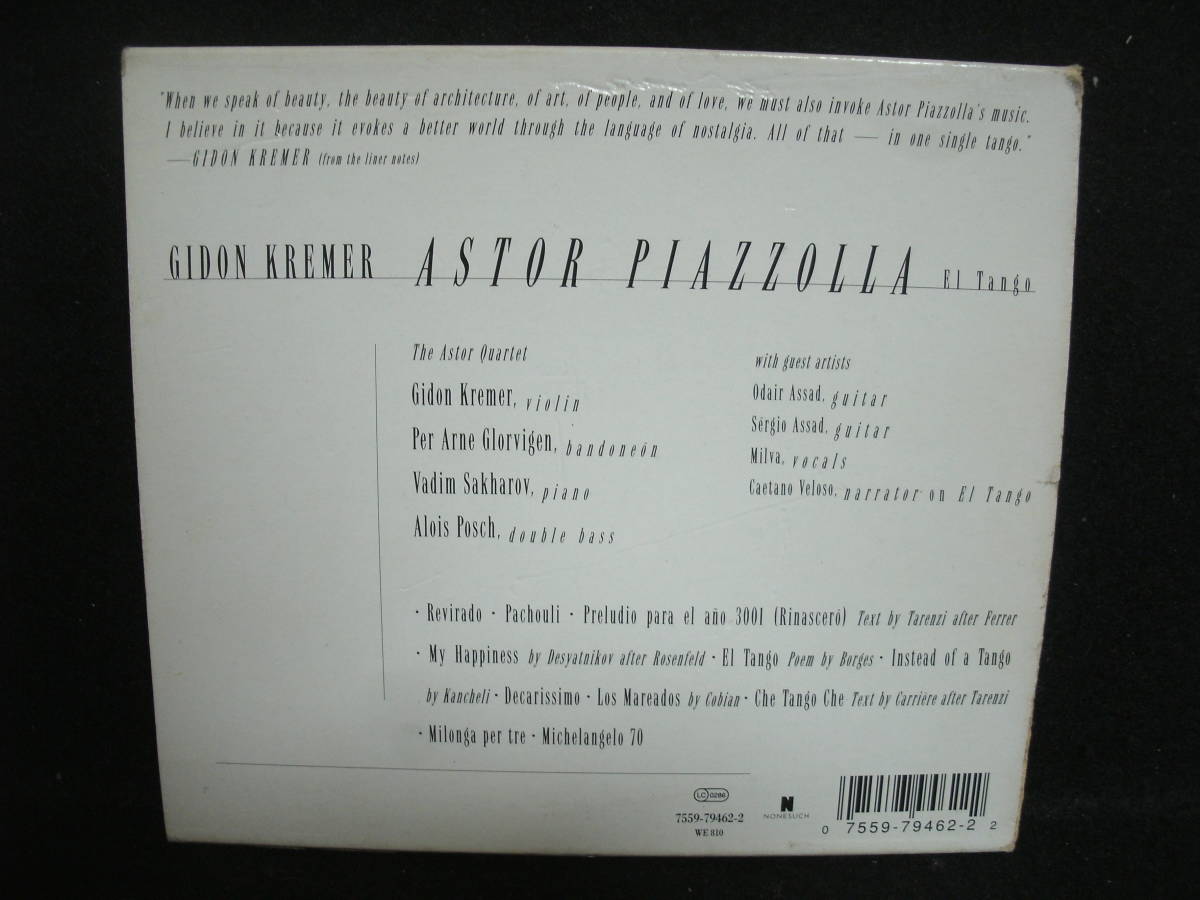 "When we speak of beauty, the beauty of architecture, of art, of people, and of love, we must also invoke Astor Piazzolla's music.
I believe in it because it evokes a better world through the language of nostalgia. All of that — in one single tango."
—GIDON KREMER (from the liner notes)
GIDON KREMER ASTOR PIAZZOLLA El Tango
The Astor Quartet
Gidon Kremer, violin
Per Arne Glorvigen, bandoneón
Vadim Sakharov, piano
Alois Posch, double bass
with guest artists
Odair Assad, guitar
Sérgio Assad, guitar
Milva, vocals
Caetano Veloso, narrator on El Tango
· Revirado · Pachouli · Preludio para el año 3001 (Rinasceró) Text by Tarenzi after Ferrer
· My Happiness by Desyatnikov after Rosenfeld · El Tango Poem by Borges · Instead of a Tango
by Kancheli · Decarissimo · Los Mareados by Cobian · Che Tango Che Text by Carrière after Tarenzi
· Milonga per tre · Michelangelo 70
LC 0286
7559-79462-2
WE 810
N
NONESUCH
0 7559-79462-2 2